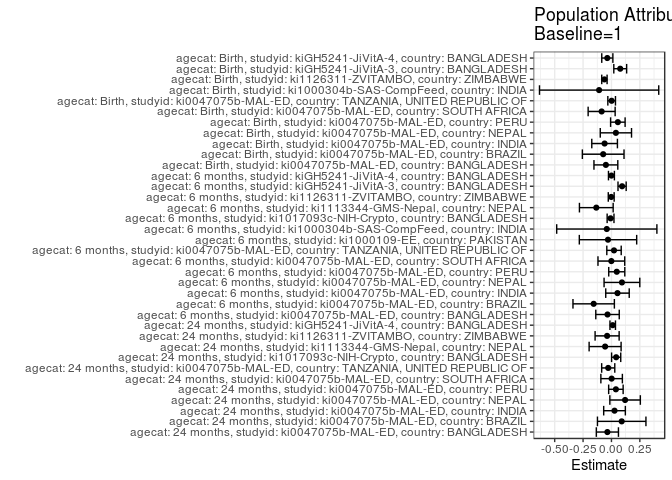 Population Attribu
Baseline=1
agecat: Birth, studyid: kiGH5241-JiVitA-4, country: BANGLADESH
agecat: Birth, studyid: kiGH5241-JiVitA-3, country: BANGLADESH
agecat: Birth, studyid: ki1126311-ZVITAMBO, country: ZIMBABWE
agecat: Birth, studyid: ki1000304b-SAS-CompFeed, country: INDIA
agecat: Birth, studyid: ki0047075b-MAL-ED, country: TANZANIA, UNITED REPUBLIC OF
agecat: Birth, studyid: ki0047075b-MAL-ED, country: SOUTH AFRICA
agecat: Birth, studyid: ki0047075b-MAL-ED, country: PERU
agecat: Birth, studyid: ki0047075b-MAL-ED, country: NEPAL
agecat: Birth, studyid: ki0047075b-MAL-ED, country: INDIA
agecat: Birth, studyid: ki0047075b-MAL-ED, country: BRAZIL
agecat: Birth, studyid: ki0047075b-MAL-ED, country: BANGLADESH
agecat: 6 months, studyid: kiGH5241-JiVitA-4, country: BANGLADESH
agecat: 6 months, studyid: kiGH5241-JiVitA-3, country: BANGLADESH
agecat: 6 months, studyid: ki1126311-ZVITAMBO, country: ZIMBABWE
agecat: 6 months, studyid: ki1113344-GMS-Nepal, country: NEPAL
agecat: 6 months, studyid: ki1017093c-NIH-Crypto, country: BANGLADESH
agecat: 6 months, studyid: ki1000304b-SAS-CompFeed, country: INDIA
agecat: 6 months, studyid: ki1000109-EE, country: PAKISTAN
agecat: 6 months, studyid: ki0047075b-MAL-ED, country: TANZANIA, UNITED REPUBLIC OF
agecat: 6 months, studyid: ki0047075b-MAL-ED, country: SOUTH AFRICA
agecat: 6 months, studyid: ki0047075b-MAL-ED, country: PERU
agecat: 6 months, studyid: ki0047075b-MAL-ED, country: NEPAL
agecat: 6 months, studyid: ki0047075b-MAL-ED, country: INDIA
agecat: 6 months, studyid: ki0047075b-MAL-ED, country: BRAZIL
agecat: 6 months, studyid: ki0047075b-MAL-ED, country: BANGLADESH
agecat: 24 months, studyid: kiGH5241-JiVitA-4, country: BANGLADESH
agecat: 24 months, studyid: ki1126311-ZVITAMBO, country: ZIMBABWE
agecat: 24 months, studyid: ki1113344-GMS-Nepal, country: NEPAL
agecat: 24 months, studyid: ki1017093c-NIH-Crypto, country: BANGLADESH
agecat: 24 months, studyid: ki0047075b-MAL-ED, country: TANZANIA, UNITED REPUBLIC OF
agecat: 24 months, studyid: ki0047075b-MAL-ED, country: SOUTH AFRICA
agecat: 24 months, studyid: ki0047075b-MAL-ED, country: PERU
agecat: 24 months, studyid: ki0047075b-MAL-ED, country: NEPAL
agecat: 24 months, studyid: ki0047075b-MAL-ED, country: INDIA
agecat: 24 months, studyid: ki0047075b-MAL-ED, country: BRAZIL
agecat: 24 months, studyid: ki0047075b-MAL-ED, country: BANGLADESH
-0.50 -0.25 0.00 0.25
Estimate